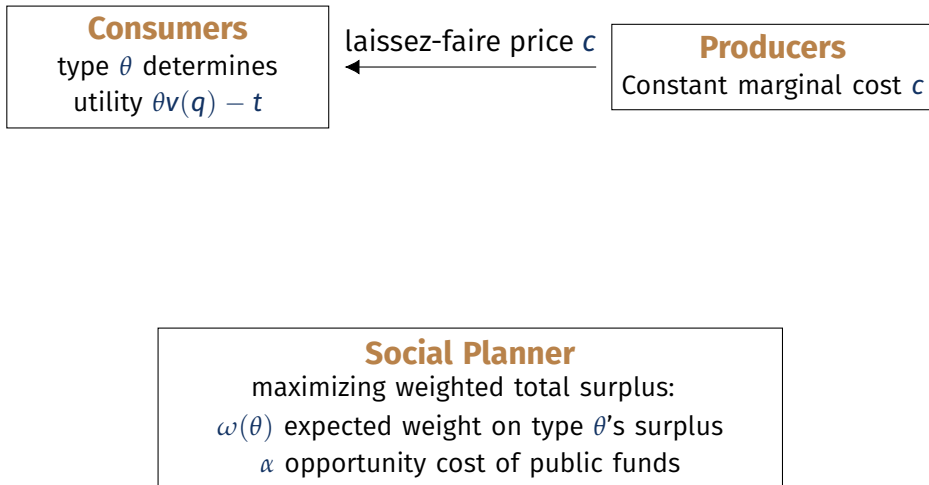 Consumers
type θ determines
utility θv(q) − t
laissez-faire price c
Producers
Constant marginal cost c
Social Planner
maximizing weighted total surplus:
ω(θ) expected weight on type θ's surplus
α opportunity cost of public funds